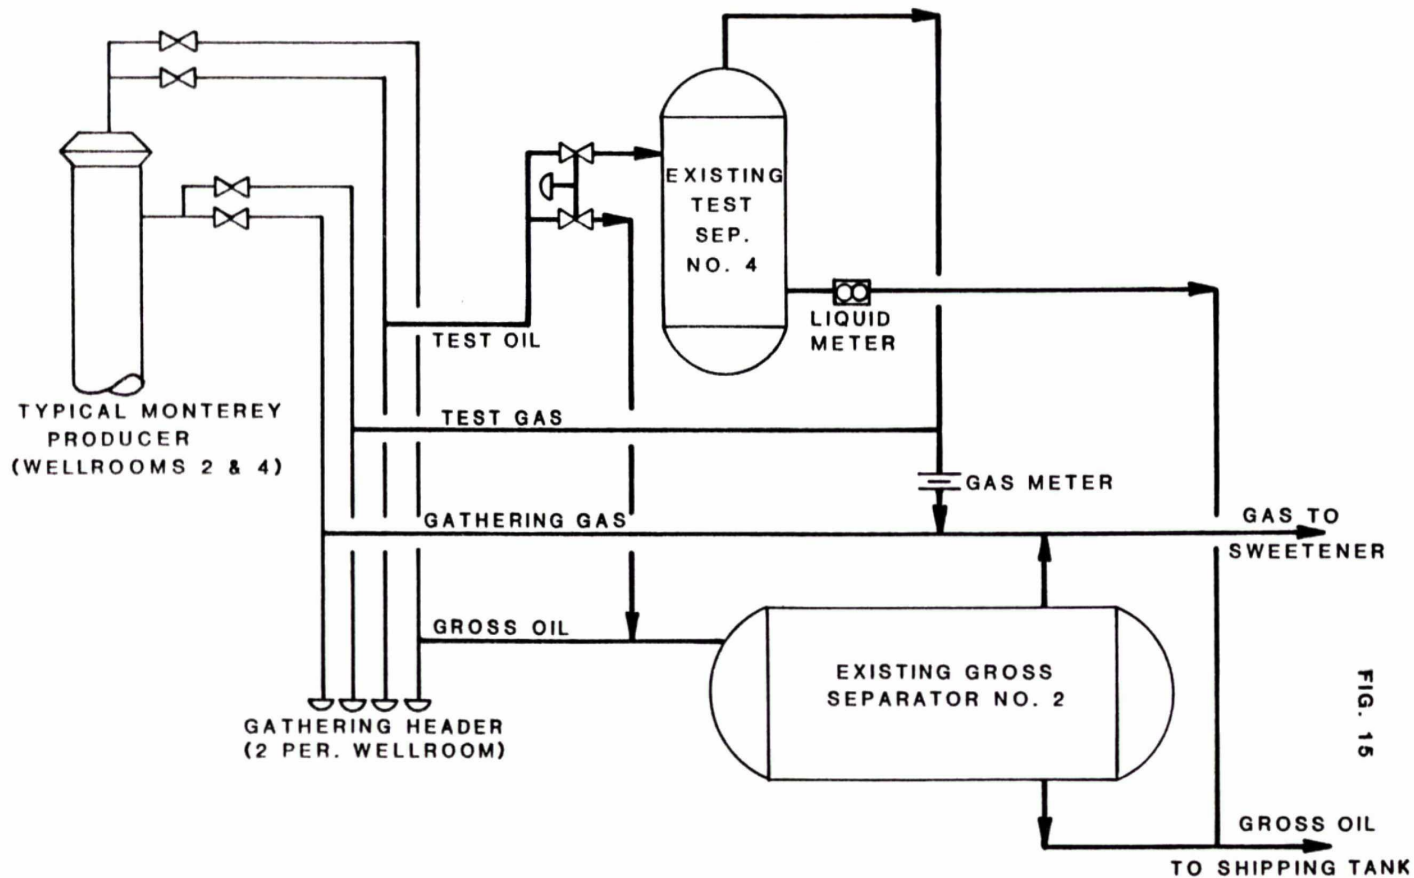 EXISTING
TEST
SEP.
NO. 4
LIQUID
METER
TEST OIL
TYPICAL MONTEREY
PRODUCER
(WELLROOMS 2 & 4)
TEST GAS
GAS METER
GATHERING GAS
GAS TO
SWEETENER
GROSS OIL
EXISTING GROSS
SEPARATOR NO. 2
GATHERING HEADER
(2 PER. WELLROOM)
FIG. 15
GROSS OIL
TO SHIPPING TANK